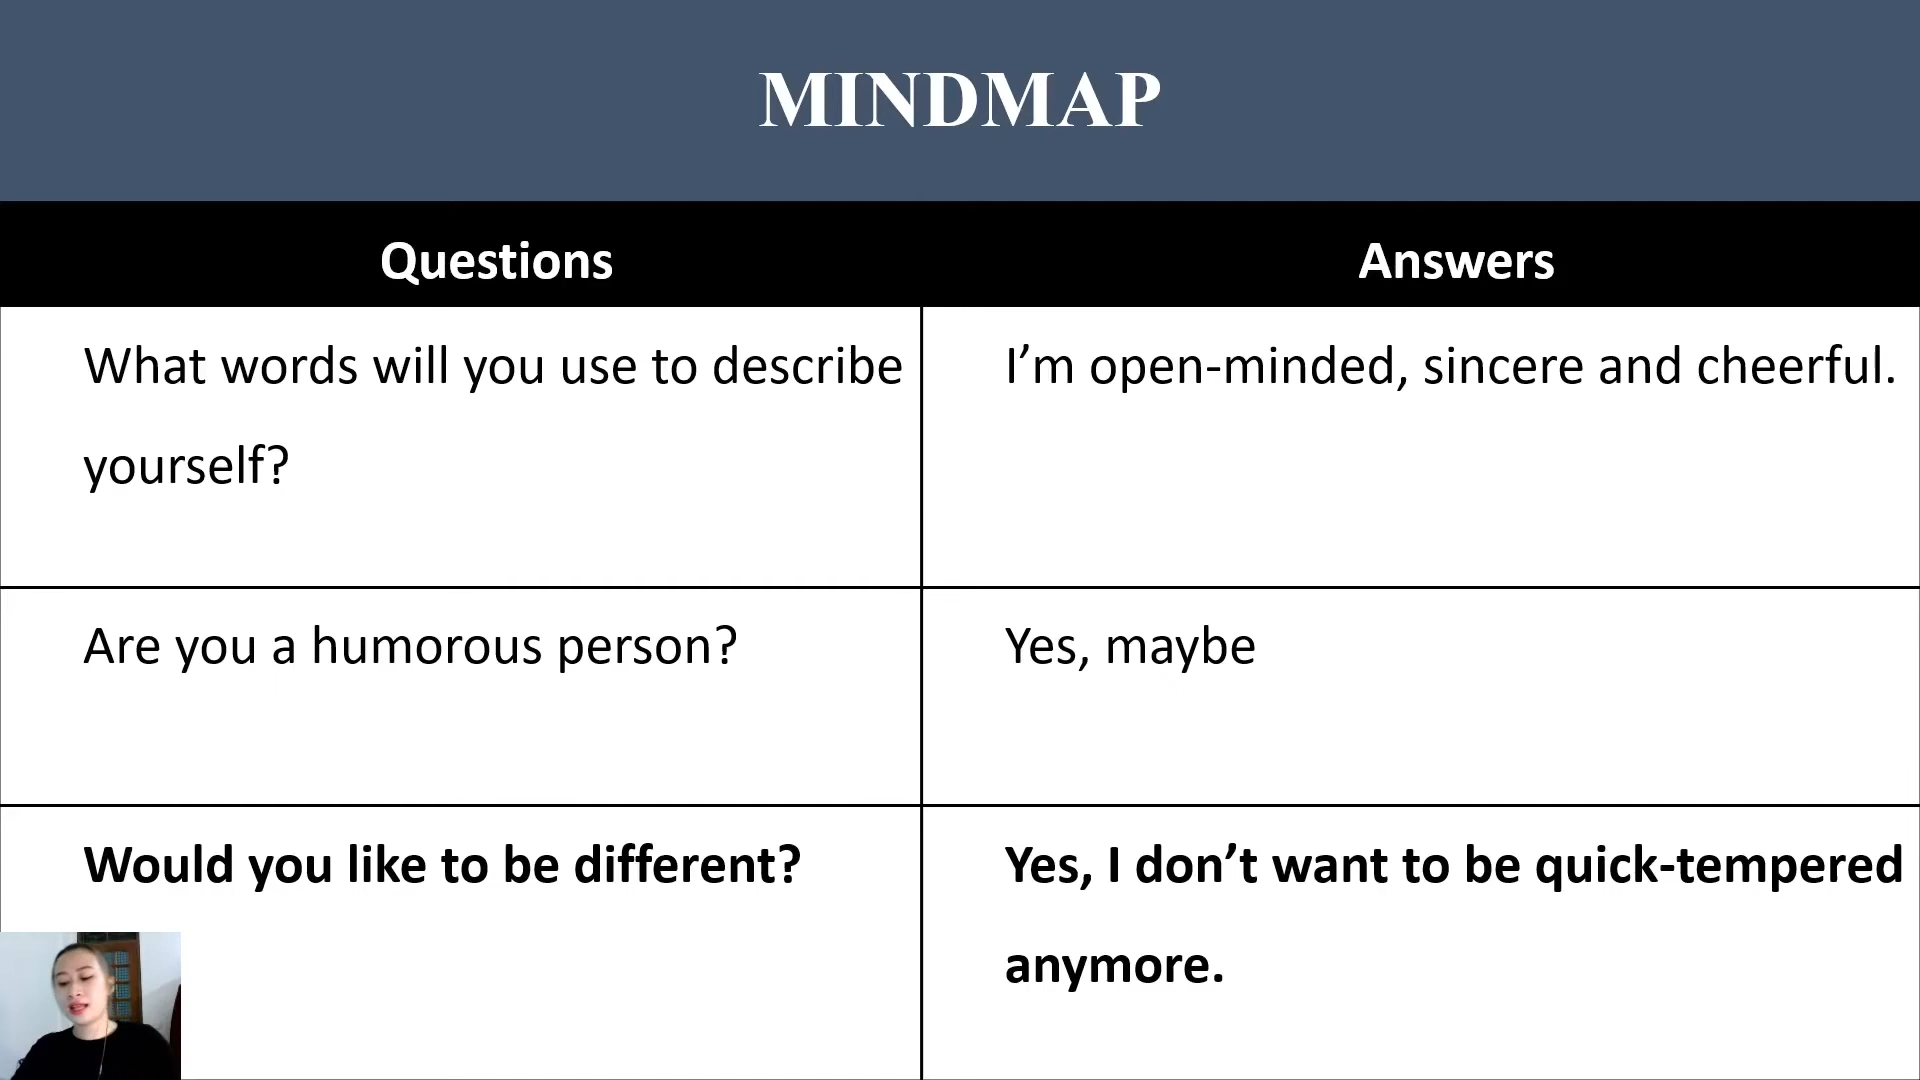 MINDMAP
Questions
Answers
What words will you use to describe
yourself?
I’m open-minded, sincere and cheerful.
Are you a humorous person?
Yes, maybe
Would you like to be different?
Yes, I don’t want to be quick-tempered
anymore.